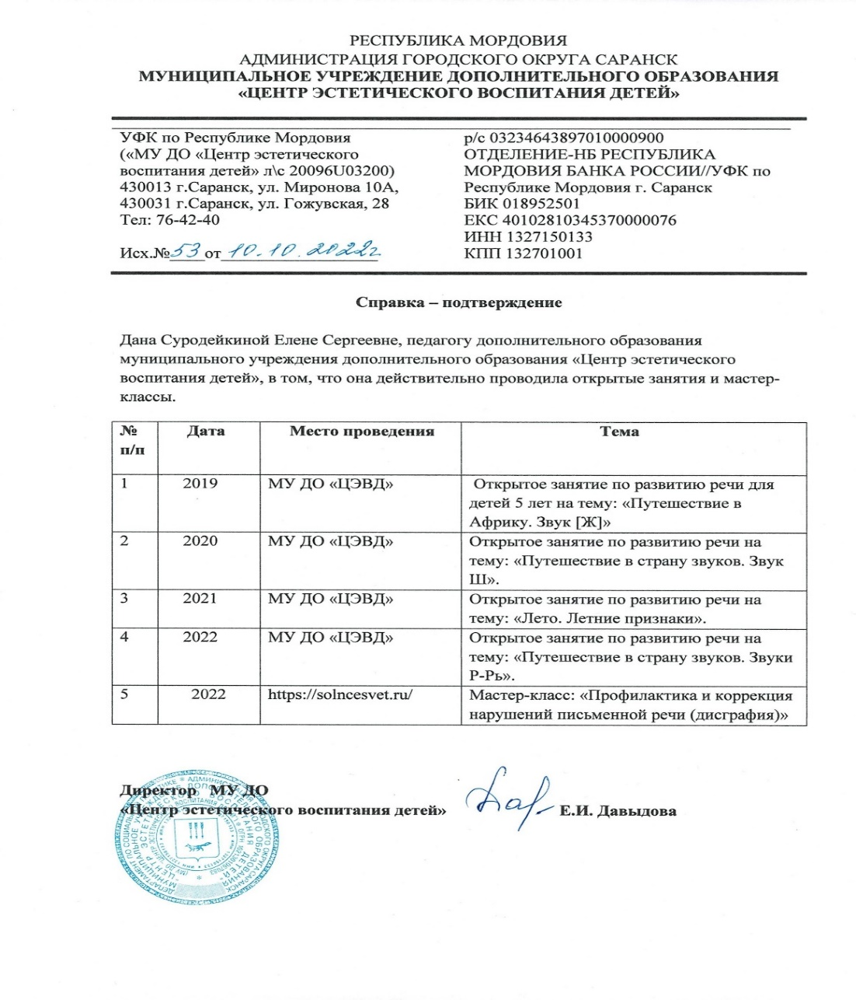 РЕСПУБЛИКА МОРДОВИЯ
АДМИНИСТРАЦИЯ ГОРОДСКОГО ОКРУГА САРАНСК
МУНИЦИПАЛЬНОЕ УЧРЕЖДЕНИЕ ДОПОЛНИТЕЛЬНОГО ОБРАЗОВАНИЯ
«ЦЕНТР ЭСТЕТИЧЕСКОГО ВОСПИТАНИЯ ДЕТЕЙ»
УФК по Республике Мордовия
(«МУ ДО «Центр эстетического
воспитания детей» л\с 20096U03200)
430013 г.Саранск, ул. Миронова 10А,
430031 г.Саранск, ул. Гожувская, 28
Тел: 76-42-40
Исх.№53 от 10.10.2022г
р/с 03234643897010000900
ОТДЕЛЕНИЕ-НБ РЕСПУБЛИКА
МОРДОВИЯ БАНКА РОССИИ//УФК по
Республике Мордовия г. Саранск
БИК 018952501
ЕКС 40102810345370000076
ИНН 1327150133
КПП 132701001
Справка – подтверждение
Дана Суродейкиной Елене Сергеевне, педагогу дополнительного образования
муниципального учреждения дополнительного образования «Центр эстетического
воспитания детей», в том, что она действительно проводила открытые занятия и мастер-
классы.
№ Дата Место проведения Тема
п/п
1 2019 МУ ДО «ЦЭВД» Открытое занятие по развитию речи для
детей 5 лет на тему: «Путешествие в
Африку. Звук [Ж]»
2 2020 МУ ДО «ЦЭВД» Открытое занятие по развитию речи на
тему: «Путешествие в страну звуков. Звук
Ш».
3 2021 МУ ДО «ЦЭВД» Открытое занятие по развитию речи на
тему: «Лето. Летние признаки».
4 2022 МУ ДО «ЦЭВД» Открытое занятие по развитию речи на
тему: «Путешествие в страну звуков. Звуки
Р-Рь».
5 2022 https://solncesvet.ru/ Мастер-класс: «Профилактика и коррекция
нарушений письменной речи (дисграфия)»
Директор МУ ДО
«Центр эстетического воспитания детей» Е.И. Давыдова